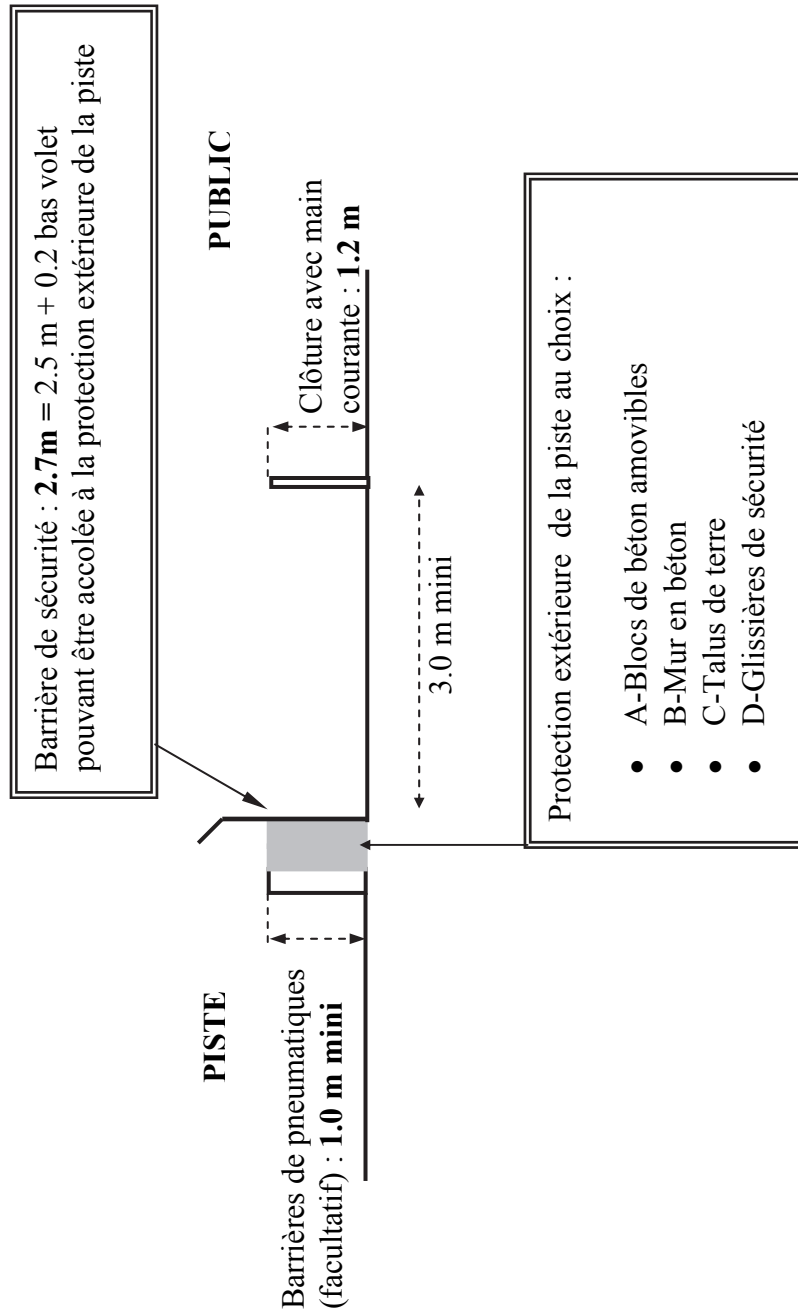 Barrière de sécurité : 2.7m = 2.5 m + 0.2 bas volet
pouvant être accolée à la protection extérieure de la piste
PISTE
PUBLIC
Barrières de pneumatiques
(facultatif) : 1.0 m mini
Clôture avec main
courante : 1.2 m
3.0 m mini
Protection extérieure de la piste au choix :
• A-Blocs de béton amovibles
• B-Mur en béton
• C-Talus de terre
• D-Glissières de sécurité